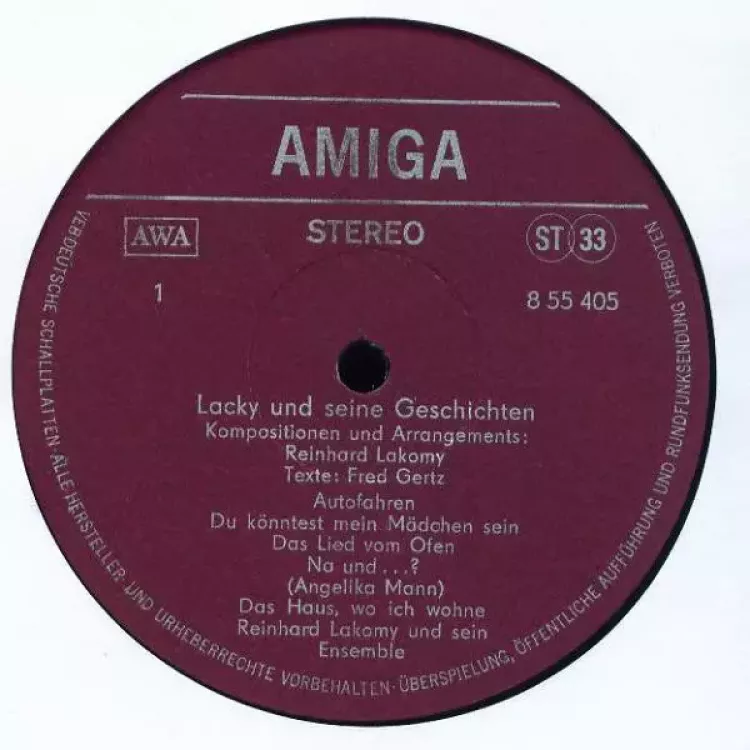 AMIGA
AWA
STEREO
ST 33
1
8 55 405
Lacky und seine Geschichten
Kompositionen und Arrangements:
Reinhard Lakomy
Texte: Fred Gertz
Autofahren
Du könntest mein Mädchen sein
Das Lied vom Ofen
Na und...?
(Angelika Mann)
Das Haus, wo ich wohne
Reinhard Lakomy und sein
Ensemble
VEB DEUTSCHE SCHALLPLATTEN · ALLE HERSTELLER- UND URHEBERRECHTE VORBEHALTEN · ÜBERSPIELUNG, ÖFFENTLICHE AUFFÜHRUNG UND RUNDFUNKSENDUNG VERBOTEN